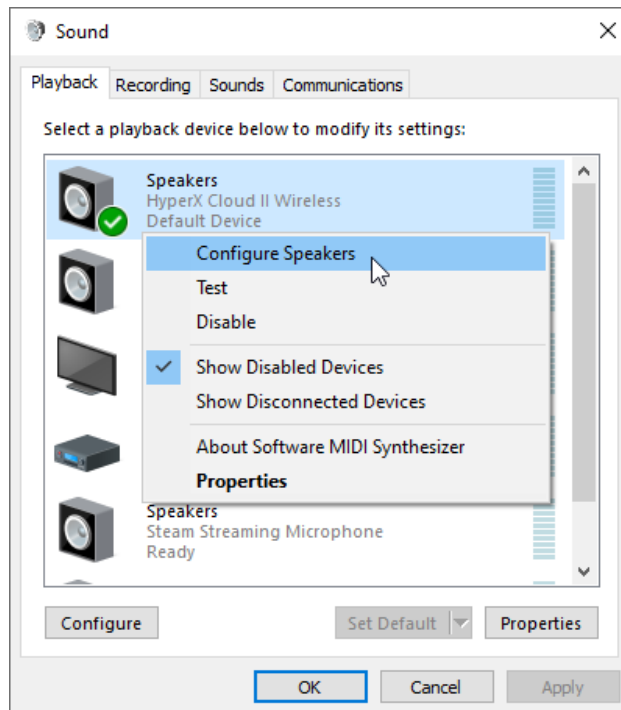 Sound
Playback Recording Sounds Communications
Select a playback device below to modify its settings:
Speakers
HyperX Cloud II Wireless
Default Device
Configure Speakers
Test
Disable
Show Disabled Devices
Show Disconnected Devices
About Software MIDI Synthesizer
Properties
Speakers
Steam Streaming Microphone
Ready
Configure Set Default Properties
OK Cancel Apply